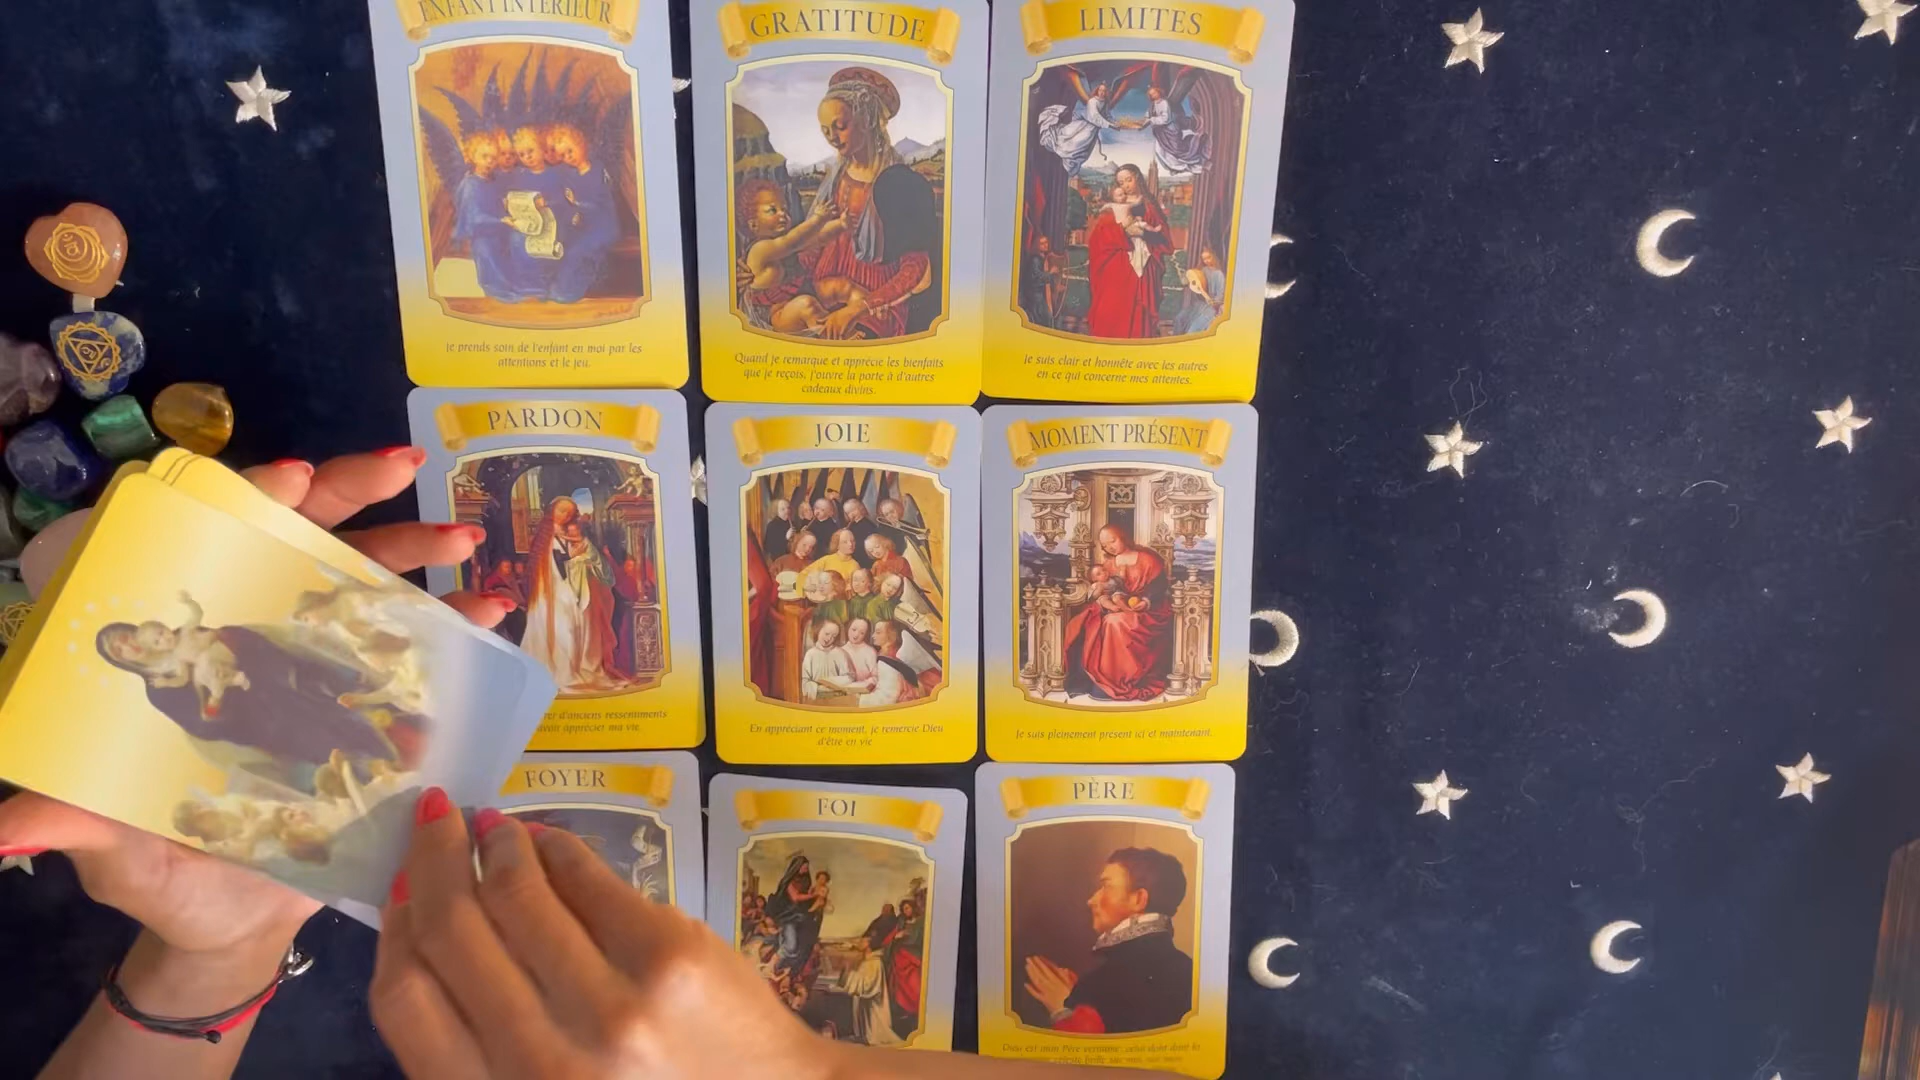 ENFANT INTÉRIEUR
Je prends soin de l'enfant en moi par les
attentions et le jeu.
GRATITUDE
Quand je remarque et apprécie les bienfaits
que je reçois, j'ouvre la porte à d'autres
cadeaux divins.
LIMITES
Je suis clair et honnête avec les autres
en ce qui concerne mes attentes.
PARDON
d'anciens ressentiments
apprécier ma vie.
JOIE
En appréciant ce moment, je remercie Dieu
d'être en vie
MOMENT PRÉSENT
Je suis pleinement présent ici et maintenant.
FOYER
FOI
PÈRE
Dieu est mon Père